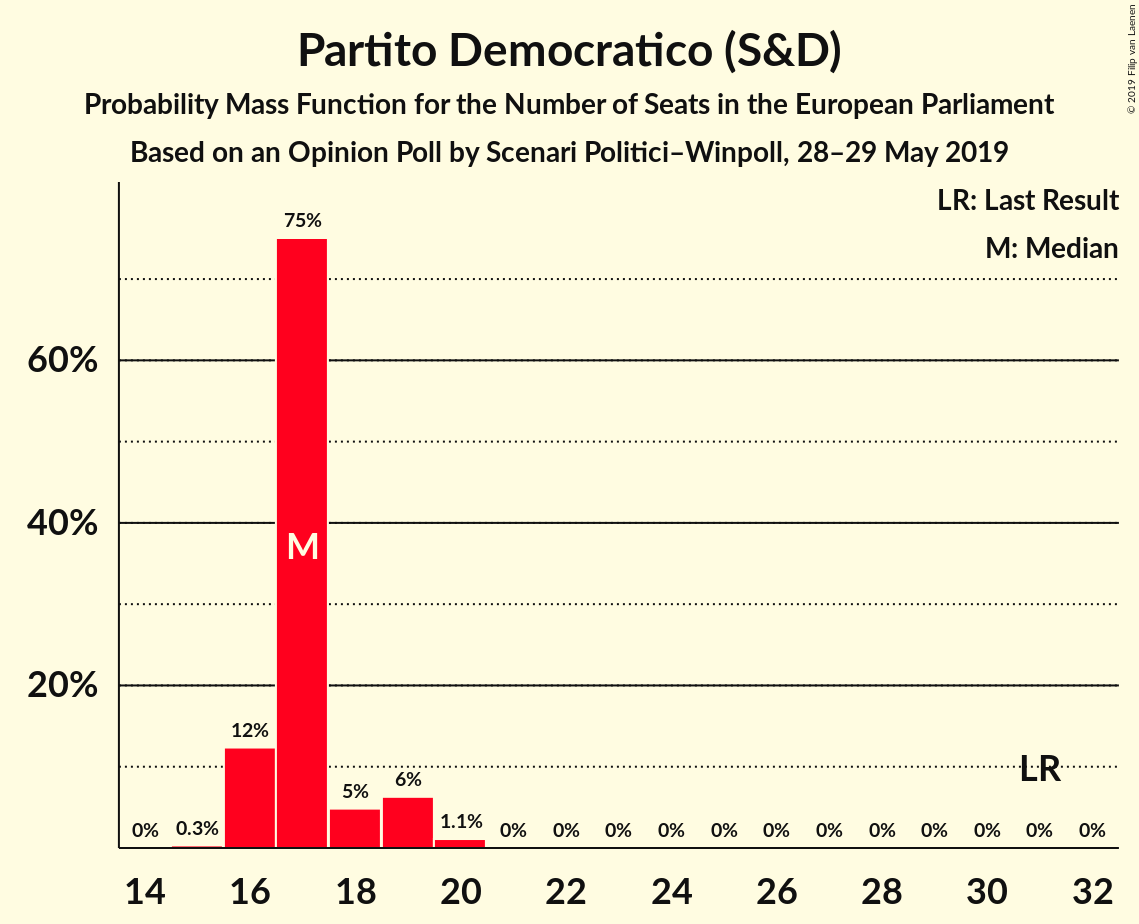 Partito Democratico (S&D)
Probability Mass Function for the Number of Seats in the European Parliament
Based on an Opinion Poll by Scenari Politici–Winpoll, 28–29 May 2019
© 2019 Filip van Laenen
LR: Last Result
M: Median
75%
60%
40%
M
20%
12%
LR
6%
5%
1.1%
0% 0.3% 0% 0% 0% 0% 0% 0% 0% 0% 0% 0% 0% 0%
14 16 18 20 22 24 26 28 30 32